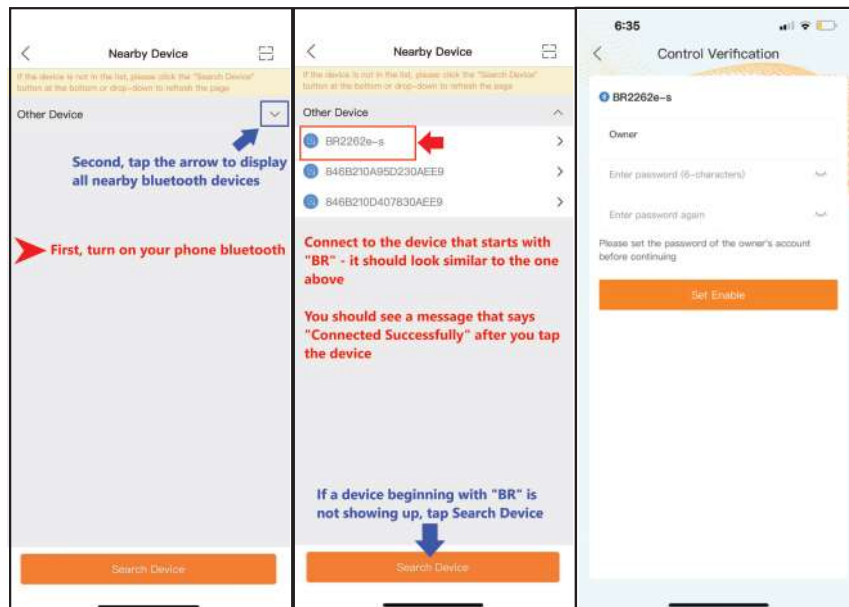 Nearby Device
If the device is not in the list, please click the "Search Device"
button at the bottom or drop-down to refresh the page
Other Device
Second, tap the arrow to display
all nearby bluetooth devices
First, turn on your phone bluetooth
Search Device
Nearby Device
If the device is not in the list, please click the "Search Device"
button at the bottom or drop-down to refresh the page
Other Device
BR2262e-s
846B210A95D230AEE9
846B210D407830AEE9
Connect to the device that starts with
"BR" - it should look similar to the one
above
You should see a message that says
"Connected Successfully" after you tap
the device
If a device beginning with "BR" is
not showing up, tap Search Device
Search Device
6:35
Control Verification
BR2262e-s
Owner
Enter password (6-characters)
Enter password again
Please set the password of the owner's account
before continuing
Set Enable